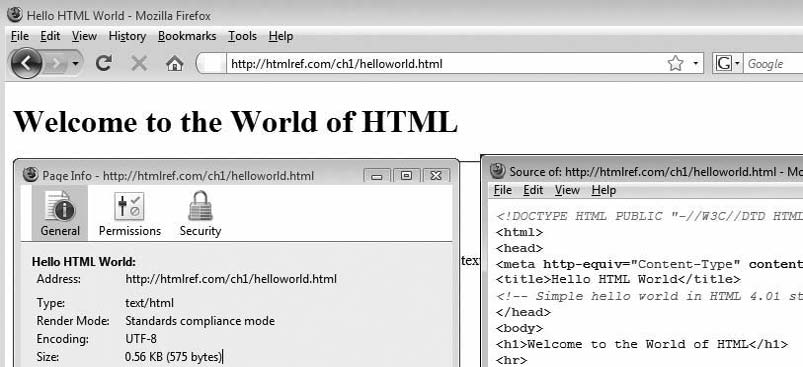 Hello HTML World - Mozilla Firefox
File Edit View History Bookmarks Tools Help
http://htmlref.com/ch1/helloworld.html
G Google
Welcome to the World of HTML
Page Info - http://htmlref.com/ch1/helloworld.html
General Permissions Security
Hello HTML World:
Address: http://htmlref.com/ch1/helloworld.html
Type: text/html
Render Mode: Standards compliance mode
Encoding: UTF-8
Size: 0.56 KB (575 bytes)
tex
Source of: http://htmlref.com/ch1/helloworld.html - Mo
File Edit View Help
<!DOCTYPE HTML PUBLIC "-//W3C//DTD HTML
<html>
<head>
<meta http-equiv="Content-Type" content
<title>Hello HTML World</title>
<!-- Simple hello world in HTML 4.01 st
</head>
<body>
<h1>Welcome to the World of HTML</h1>
<hr>